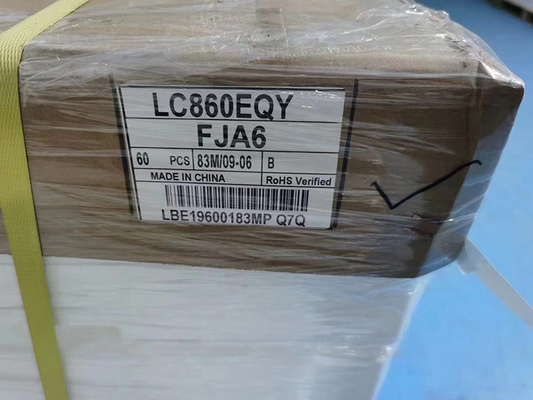 LC860EQY
FJA6
60 PCS 83M/09-06 B
MADE IN CHINA RoHS Verified
LBE19600183MP Q7Q